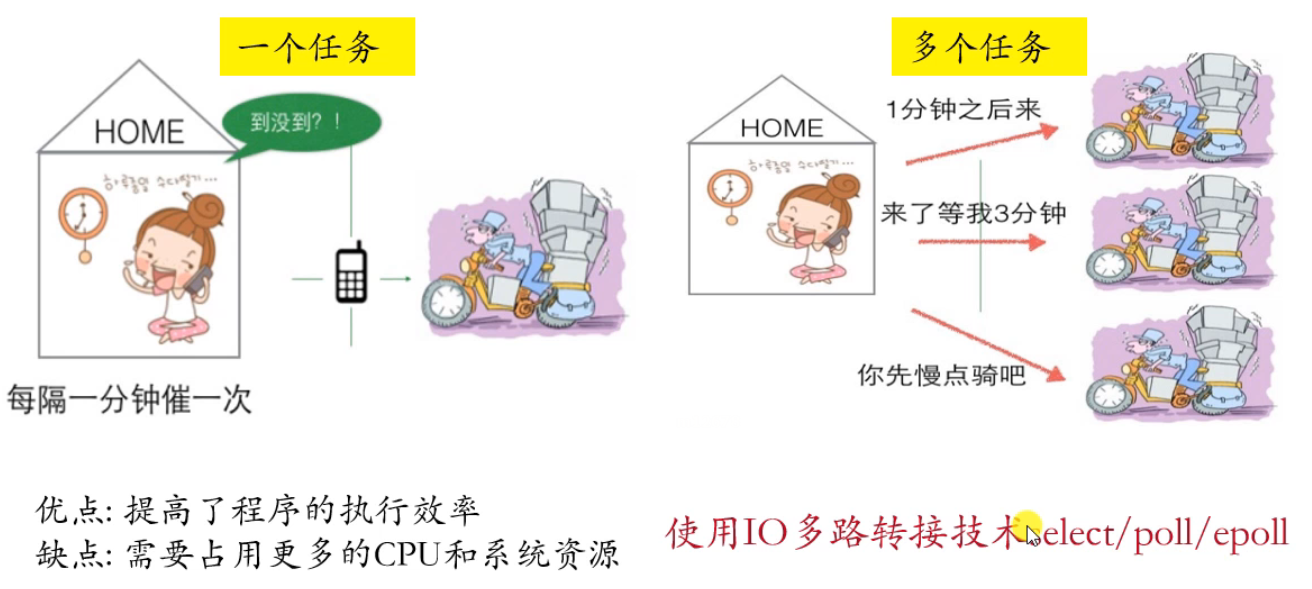 一个任务
HOME
到没到?!
하루종일 수다떨기...
每隔一分钟催一次
优点: 提高了程序的执行效率
缺点: 需要占用更多的CPU和系统资源
多个任务
HOME
하루종일 수다떨기...
1分钟之后来
来了等我3分钟
你先慢点骑吧
使用IO多路转接技术select/poll/epoll